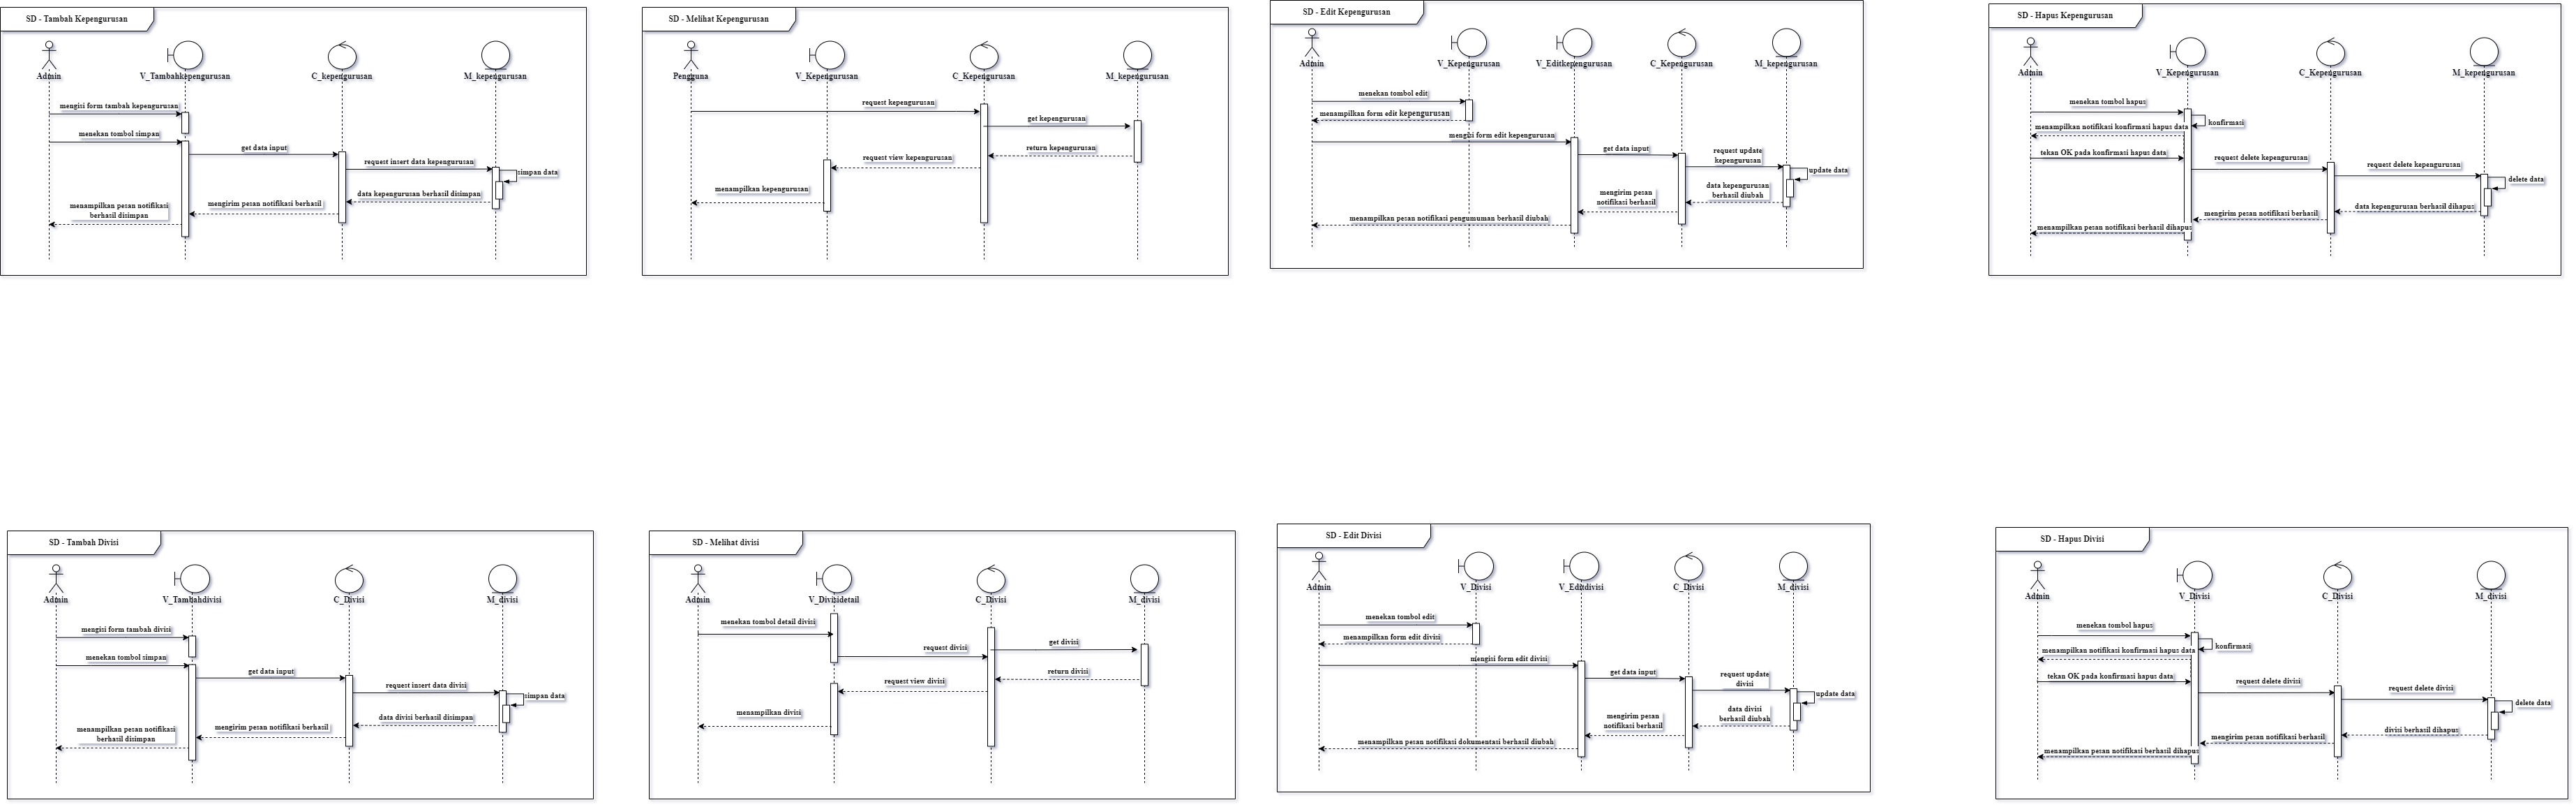 SD - Tambah Kepengurusan
Admin
V_Tambahkepengurusan
C_kepengurusan
M_kepengurusan
mengisi form tambah kepengurusan
menekan tombol simpan
get data input
request insert data kepengurusan
simpan data
data kepengurusan berhasil disimpan
mengirim pesan notifikasi berhasil
menampilkan pesan notifikasi
berhasil disimpan
SD - Melihat Kepengurusan
Pengguna
V_Kepengurusan
C_Kepengurusan
M_kepengurusan
request kepengurusan
get kepengurusan
return kepengurusan
request view kepengurusan
menampilkan kepengurusan
SD - Edit Kepengurusan
Admin
V_Kepengurusan
V_Editkepengurusan
C_Kepengurusan
M_kepengurusan
menekan tombol edit
menampilkan form edit kepengurusan
mengisi form edit kepengurusan
get data input
request update
kepengurusan
update data
data kepengurusan
berhasil diubah
mengirim pesan
notifikasi berhasil
menampilkan pesan notifikasi pengumuman berhasil diubah
SD - Hapus Kepengurusan
Admin
V_Kepengurusan
C_Kepengurusan
M_kepengurusan
menekan tombol hapus
konfirmasi
menampilkan notifikasi konfirmasi hapus data
tekan OK pada konfirmasi hapus data
request delete kepengurusan
request delete kepengurusan
delete data
data kepengurusan berhasil dihapus
mengirim pesan notifikasi berhasil
menampilkan pesan notifikasi berhasil dihapus
SD - Tambah Divisi
Admin
V_Tambahdivisi
C_Divisi
M_divisi
mengisi form tambah divisi
menekan tombol simpan
get data input
request insert data divisi
simpan data
data divisi berhasil disimpan
mengirim pesan notifikasi berhasil
menampilkan pesan notifikasi
berhasil disimpan
SD - Melihat divisi
Admin
V_Divisidetail
C_Divisi
M_divisi
menekan tombol detail divisi
request divisi
get divisi
return divisi
request view divisi
menampilkan divisi
SD - Edit Divisi
Admin
V_Divisi
V_Editdivisi
C_Divisi
M_divisi
menekan tombol edit
menampilkan form edit divisi
mengisi form edit divisi
get data input
request update
divisi
update data
data divisi
berhasil diubah
mengirim pesan
notifikasi berhasil
menampilkan pesan notifikasi dokumentasi berhasil diubah
SD - Hapus Divisi
Admin
V_Divisi
C_Divisi
M_divisi
menekan tombol hapus
konfirmasi
menampilkan notifikasi konfirmasi hapus data
tekan OK pada konfirmasi hapus data
request delete divisi
request delete divisi
delete data
divisi berhasil dihapus
mengirim pesan notifikasi berhasil
menampilkan pesan notifikasi berhasil dihapus